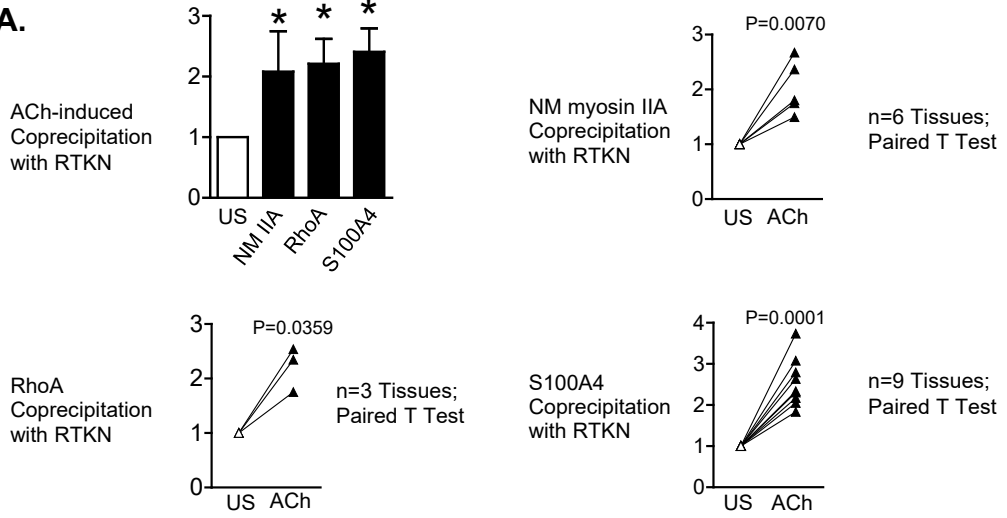 A.
ACh-induced
Coprecipitation
with RTKN
3
2
1
0
*
*
*
US
NM IIA
RhoA
S100A4
NM myosin IIA
Coprecipitation
with RTKN
3
2
1
0
P=0.0070
US ACh
n=6 Tissues;
Paired T Test
RhoA
Coprecipitation
with RTKN
3
2
1
0
P=0.0359
US ACh
n=3 Tissues;
Paired T Test
S100A4
Coprecipitation
with RTKN
4
3
2
1
0
P=0.0001
US ACh
n=9 Tissues;
Paired T Test